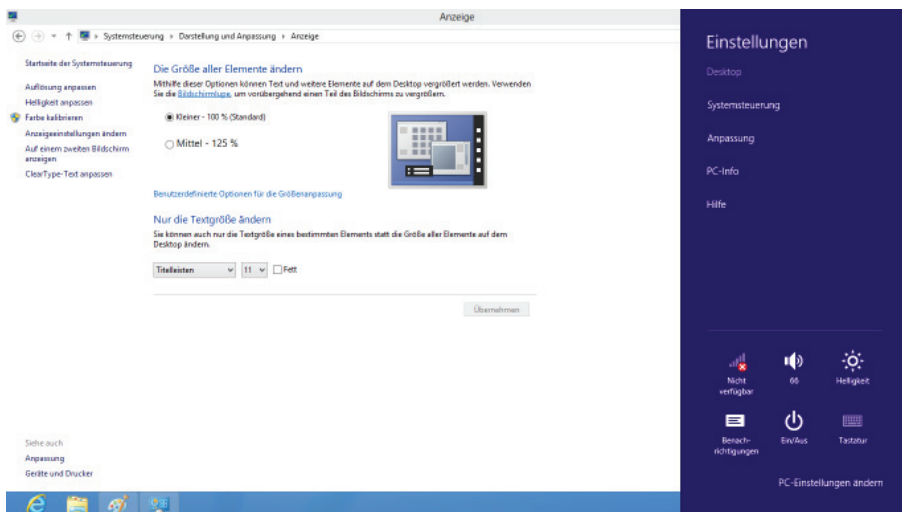 Anzeige
Systemsteuerung › Darstellung und Anpassung › Anzeige
Startseite der Systemsteuerung
Auflösung anpassen
Helligkeit anpassen
Farbe kalibrieren
Anzeigeeinstellungen ändern
Auf einem zweiten Bildschirm
anzeigen
ClearType-Text anpassen
Die Größe aller Elemente ändern
Mithilfe dieser Optionen können Text und weitere Elemente auf dem Desktop vergrößert werden. Verwenden
Sie die Bildschirmlupe, um vorübergehend einen Teil des Bildschirms zu vergrößern.
Kleiner - 100 % (Standard)
Mittel - 125 %
Benutzerdefinierte Optionen für die Größenanpassung
Nur die Textgröße ändern
Sie können auch nur die Textgröße eines bestimmten Elements statt die Größe aller Elemente auf dem
Desktop ändern.
Titelleisten 11 Fett
Übernehmen
Siehe auch
Anpassung
Geräte und Drucker
Einstellungen
Desktop
Systemsteuerung
Anpassung
PC-Info
Hilfe
Nicht
verfügbar
66
Helligkeit
Benach-
richtigungen
Ein/Aus
Tastatur
PC-Einstellungen ändern